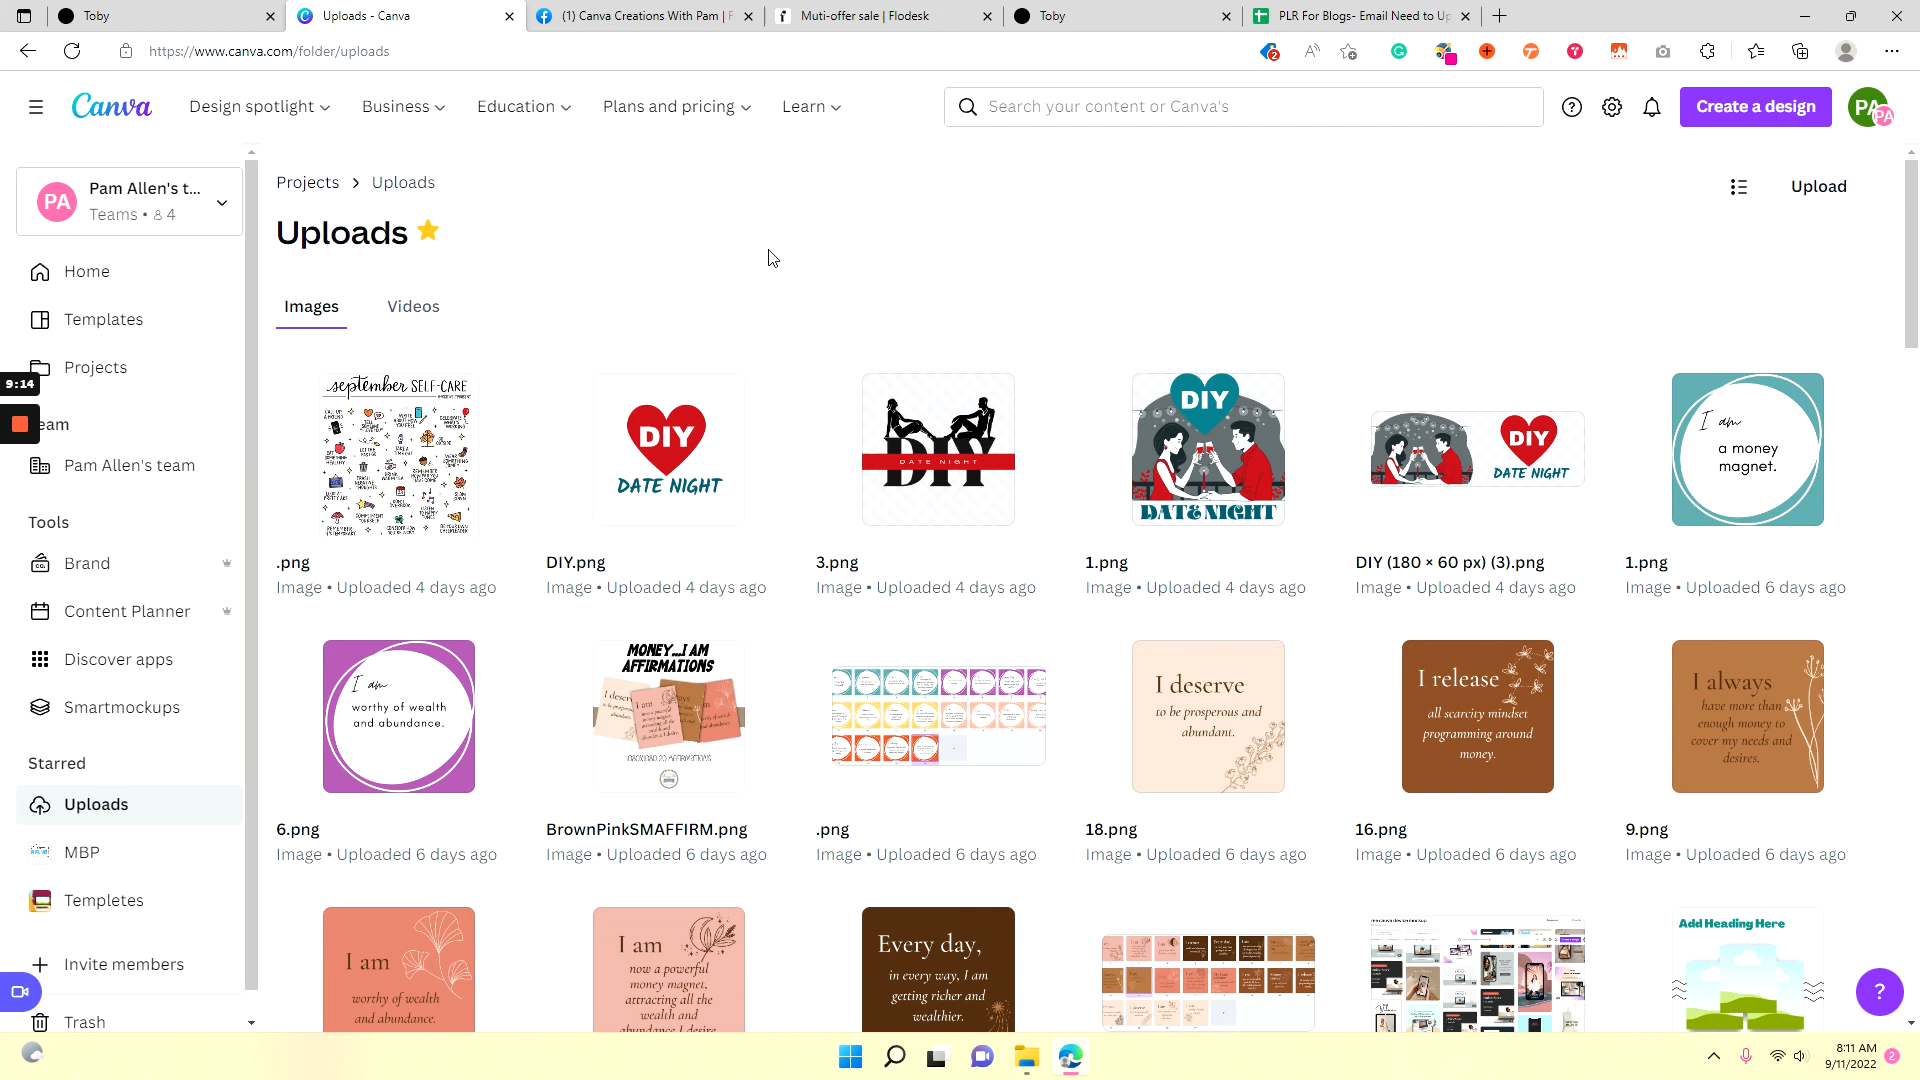 Toby
Uploads - Canva
(1) Canva Creations With Pam | F
Muti-offer sale | Flodesk
Toby
PLR For Blogs- Email Need to Up
https://www.canva.com/folder/uploads
2
Canva
Design spotlight
Business
Education
Plans and pricing
Learn
Search your content or Canva's
Create a design
PA
PA
PA
Pam Allen's t...
Teams • 4
Home
Templates
Projects
9:14
eam
Pam Allen's team
Tools
Brand
Content Planner
Discover apps
Smartmockups
Starred
Uploads
MBP
Templetes
Invite members
Trash
Projects > Uploads
Upload
Uploads
Images
Videos
september SELF-CARE
DIY
DATE NIGHT
DIY
DATE NIGHT
DIY
DATE NIGHT
DIY
DATE NIGHT
I am
a money
magnet.
.png
Image • Uploaded 4 days ago
DIY.png
Image • Uploaded 4 days ago
3.png
Image • Uploaded 4 days ago
1.png
Image • Uploaded 4 days ago
DIY (180 × 60 px) (3).png
Image • Uploaded 4 days ago
1.png
Image • Uploaded 6 days ago
I am
worthy of wealth
and abundance.
MONEY...I AM
AFFIRMATIONS
1080X1080 20 AFFIRMATIONS
I deserve
to be prosperous and
abundant.
I release
all scarcity mindset
programming around
money.
I always
have more than
enough money to
cover my needs and
desires.
6.png
Image • Uploaded 6 days ago
BrownPinkSMAFFIRM.png
Image • Uploaded 6 days ago
.png
Image • Uploaded 6 days ago
18.png
Image • Uploaded 6 days ago
16.png
Image • Uploaded 6 days ago
9.png
Image • Uploaded 6 days ago
I am
worthy of wealth
and abundance.
I am
now a powerful
money magnet,
attracting all the
wealth and
abundance I desire
Every day,
in every way, I am
getting richer and
wealthier.
Add Heading Here
?
8:11 AM
9/11/2022
2